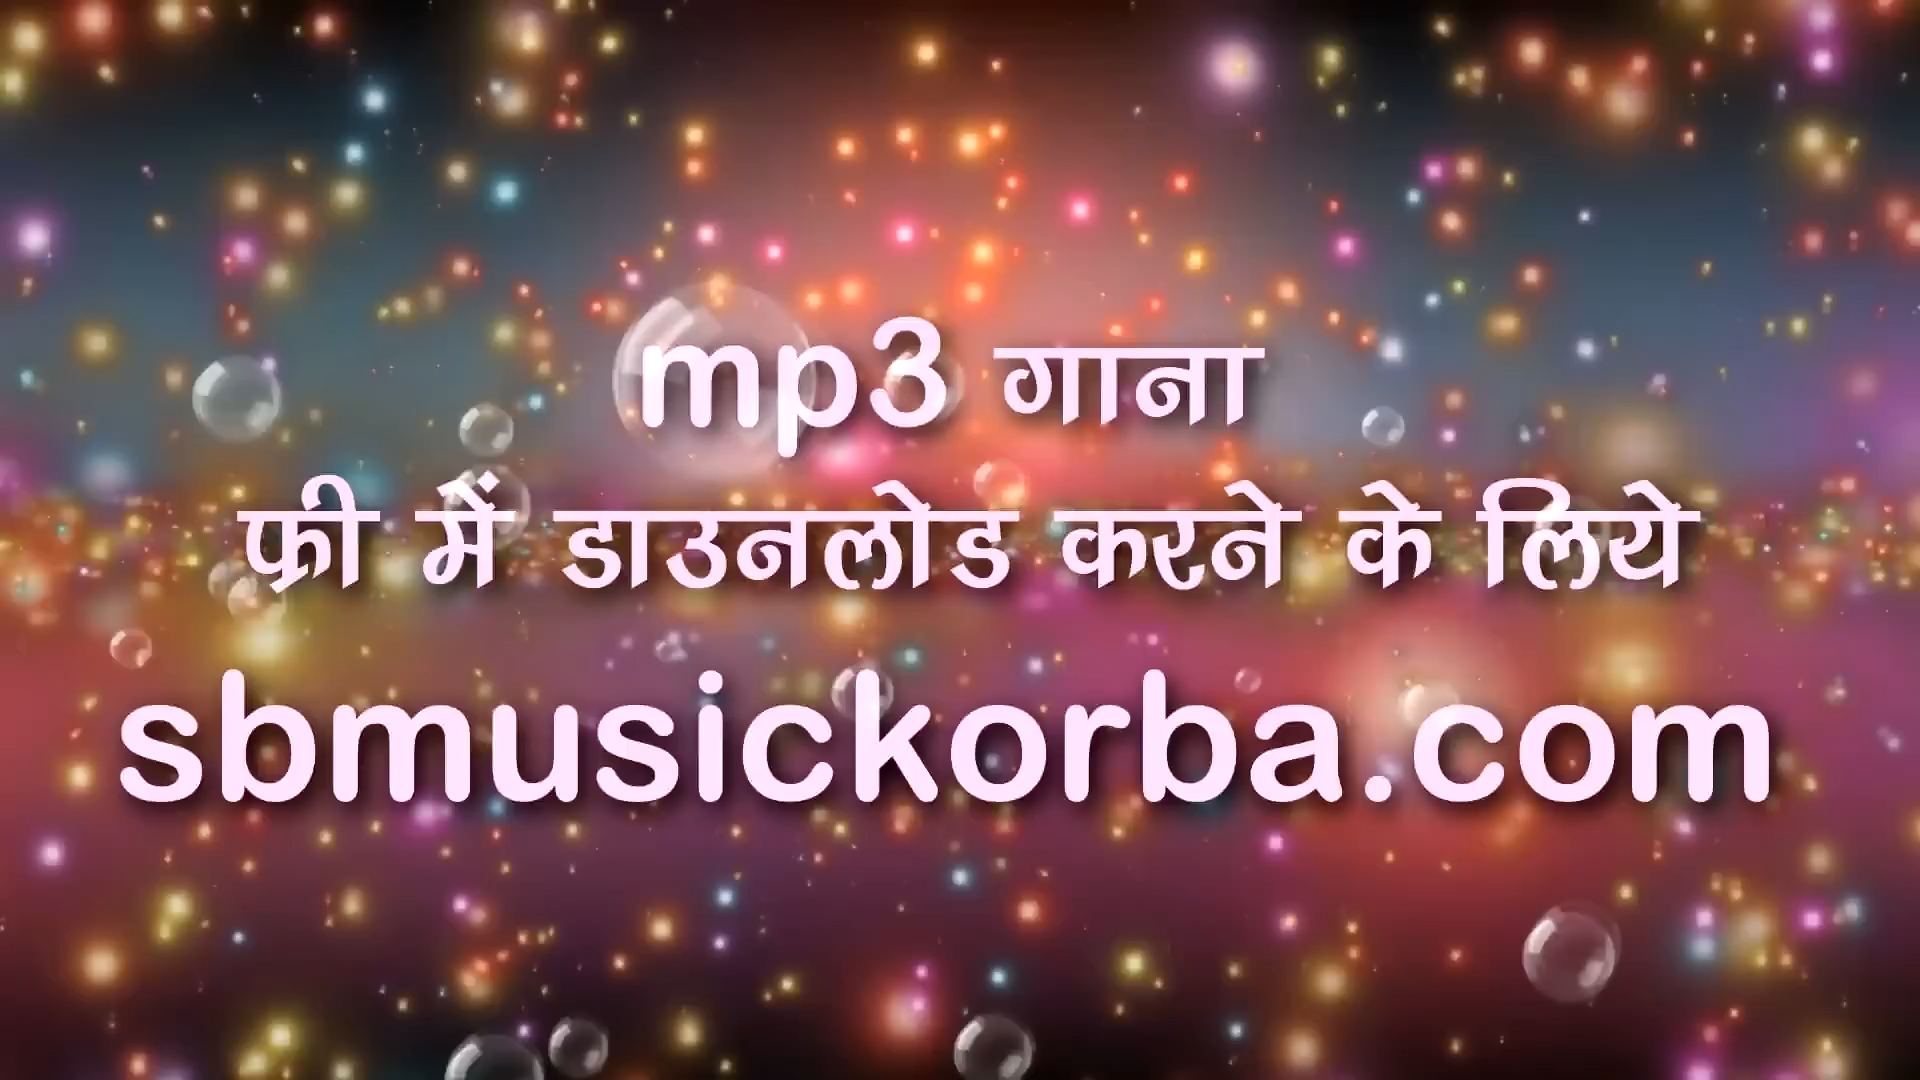 mp3 गाना
फ्री में डाउनलोड करने के लिये
sbmusickorba.com